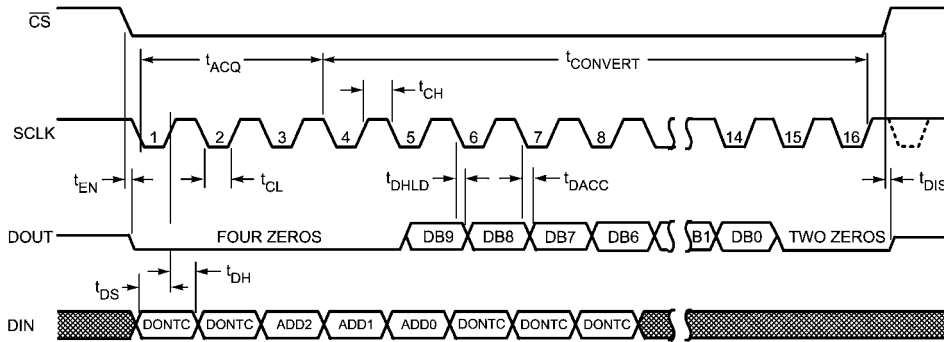 CS
tACQ
tCONVERT
tCH
SCLK
1 2 3 4 5 6 7 8 14 15 16
tEN
tCL
tDHLD
tDACC
tDIS
DOUT
FOUR ZEROS DB9 DB8 DB7 DB6 B1 DB0 TWO ZEROS
tDS
tDH
DIN
DONTC DONTC ADD2 ADD1 ADD0 DONTC DONTC DONTC